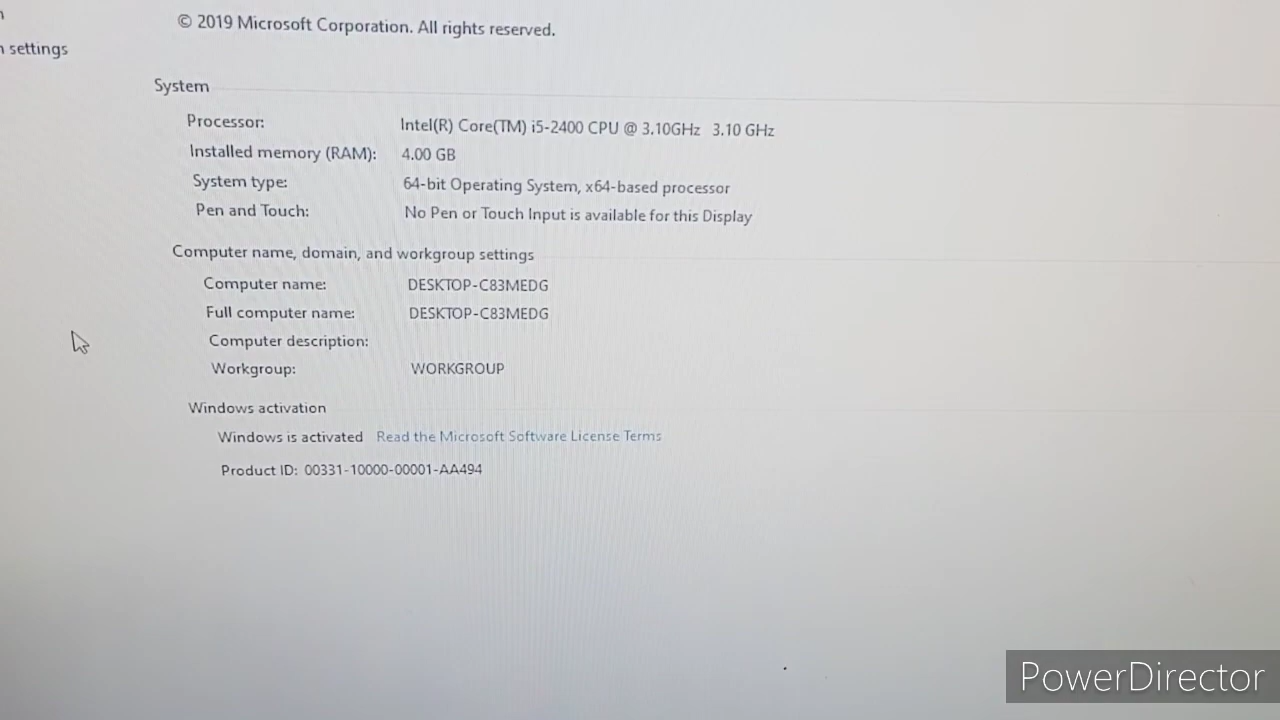 © 2019 Microsoft Corporation. All rights reserved.
settings
System
Processor: Intel(R) Core(TM) i5-2400 CPU @ 3.10GHz 3.10 GHz
Installed memory (RAM): 4.00 GB
System type: 64-bit Operating System, x64-based processor
Pen and Touch: No Pen or Touch Input is available for this Display
Computer name, domain, and workgroup settings
Computer name: DESKTOP-C83MEDG
Full computer name: DESKTOP-C83MEDG
Computer description:
Workgroup: WORKGROUP
Windows activation
Windows is activated Read the Microsoft Software License Terms
Product ID: 00331-10000-00001-AA494
PowerDirector